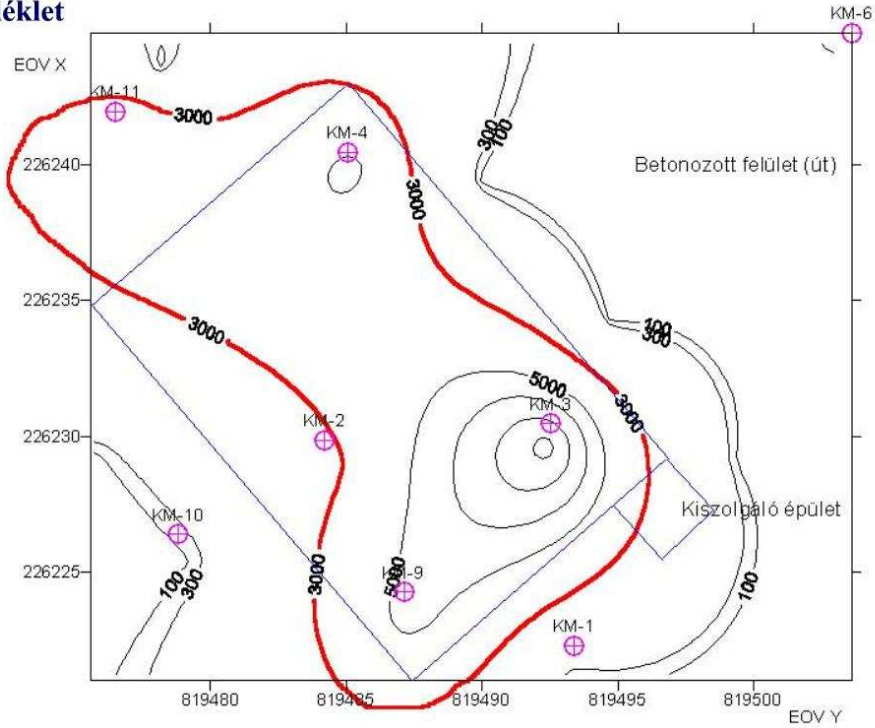 léklet
KM-6
EOV X
KM-11
3000
300
100
KM-4
226240
Betonozott felület (út)
3000
226235
3000
100
300
5000
KM-3
3000
KM-2
226230
KM-10
Kiszolgáló épület
226225
100
300
3000
5000
KM-9
100
KM-1
819480
819485
819490
819495
819500
EOV Y